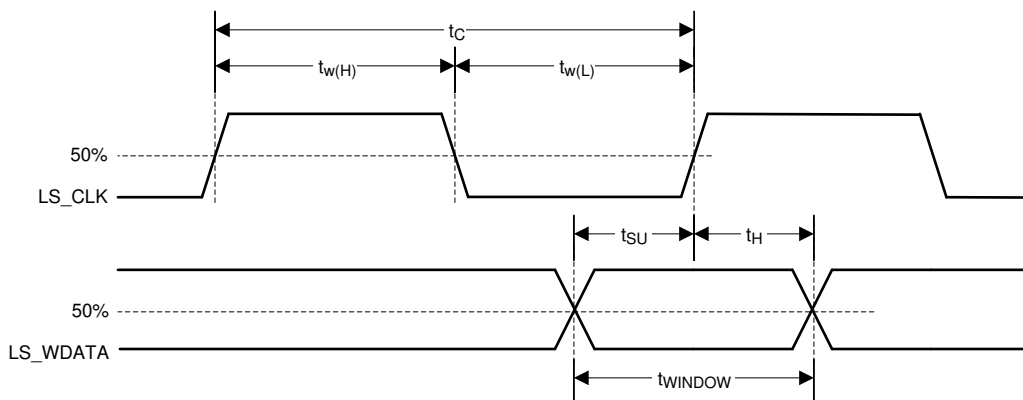 tC
tw(H)
tw(L)
50%
LS_CLK
tSU
tH
50%
LS_WDATA
tWINDOW